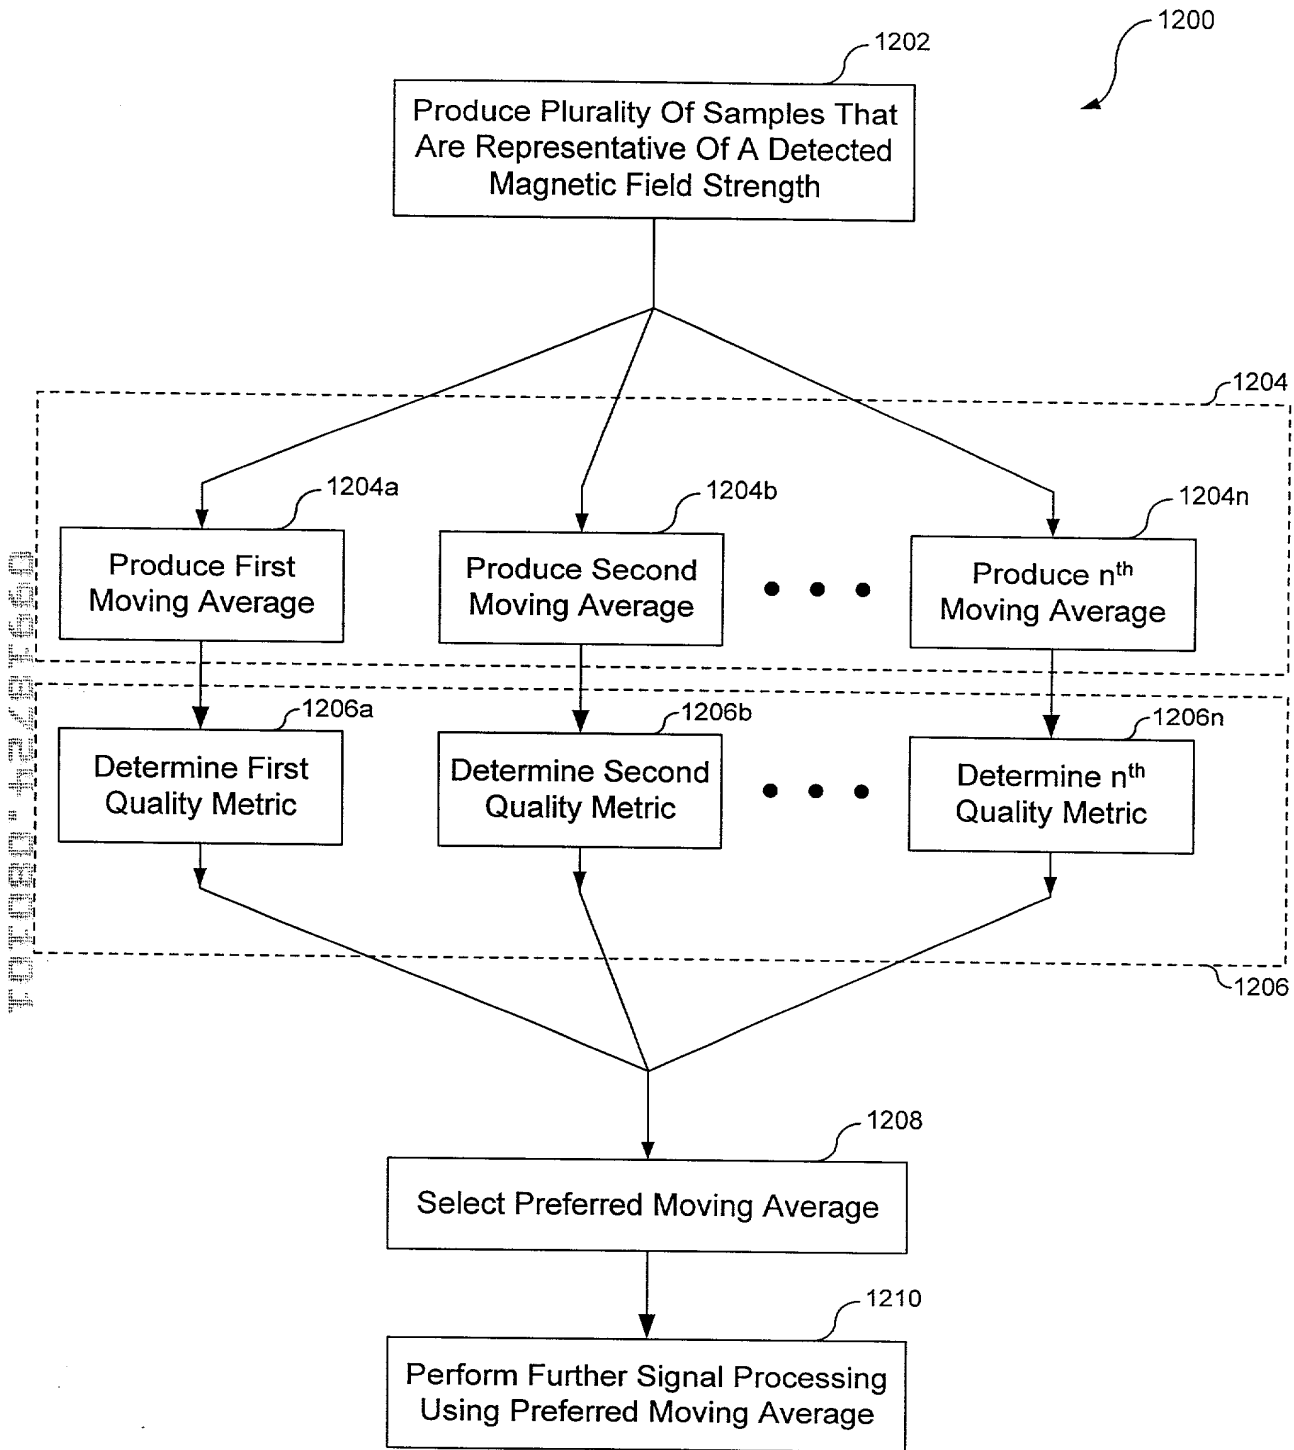 1200
1202
Produce Plurality Of Samples That
Are Representative Of A Detected
Magnetic Field Strength
1204
1204a
1204b
1204n
Produce First
Moving Average
Produce Second
Moving Average
Produce nth
Moving Average
1206a
1206b
1206n
Determine First
Quality Metric
Determine Second
Quality Metric
Determine nth
Quality Metric
1206
1208
Select Preferred Moving Average
1210
Perform Further Signal Processing
Using Preferred Moving Average